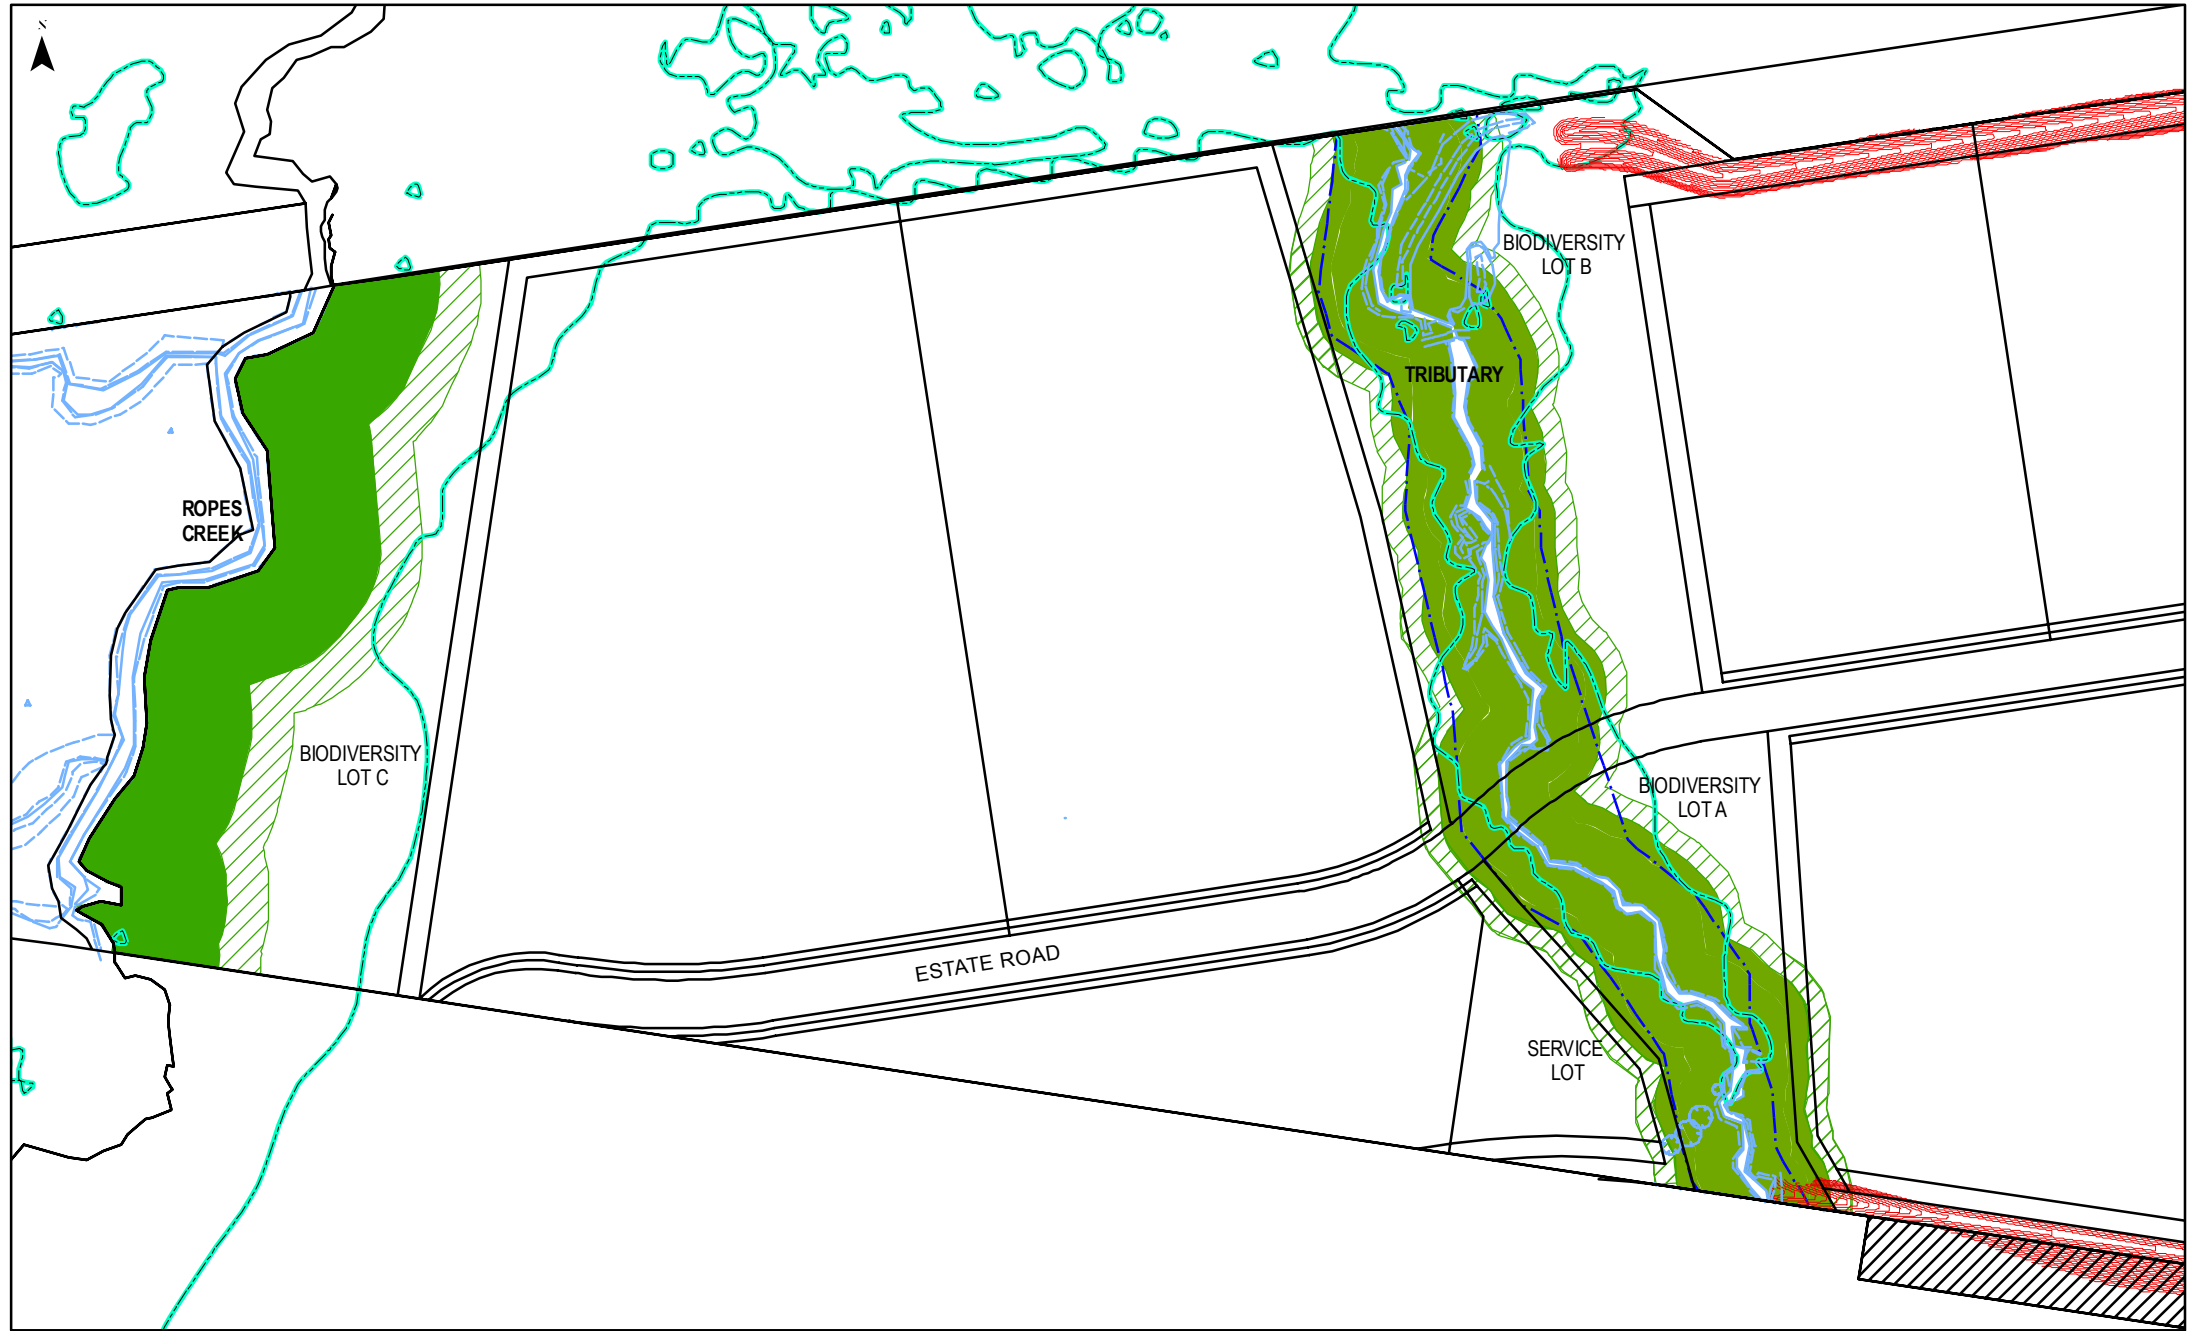 N
BIODIVERSITY
LOT B
TRIBUTARY
ROPES
CREEK
BIODIVERSITY
LOT C
BIODIVERSITY
LOT A
ESTATE ROAD
SERVICE
LOT